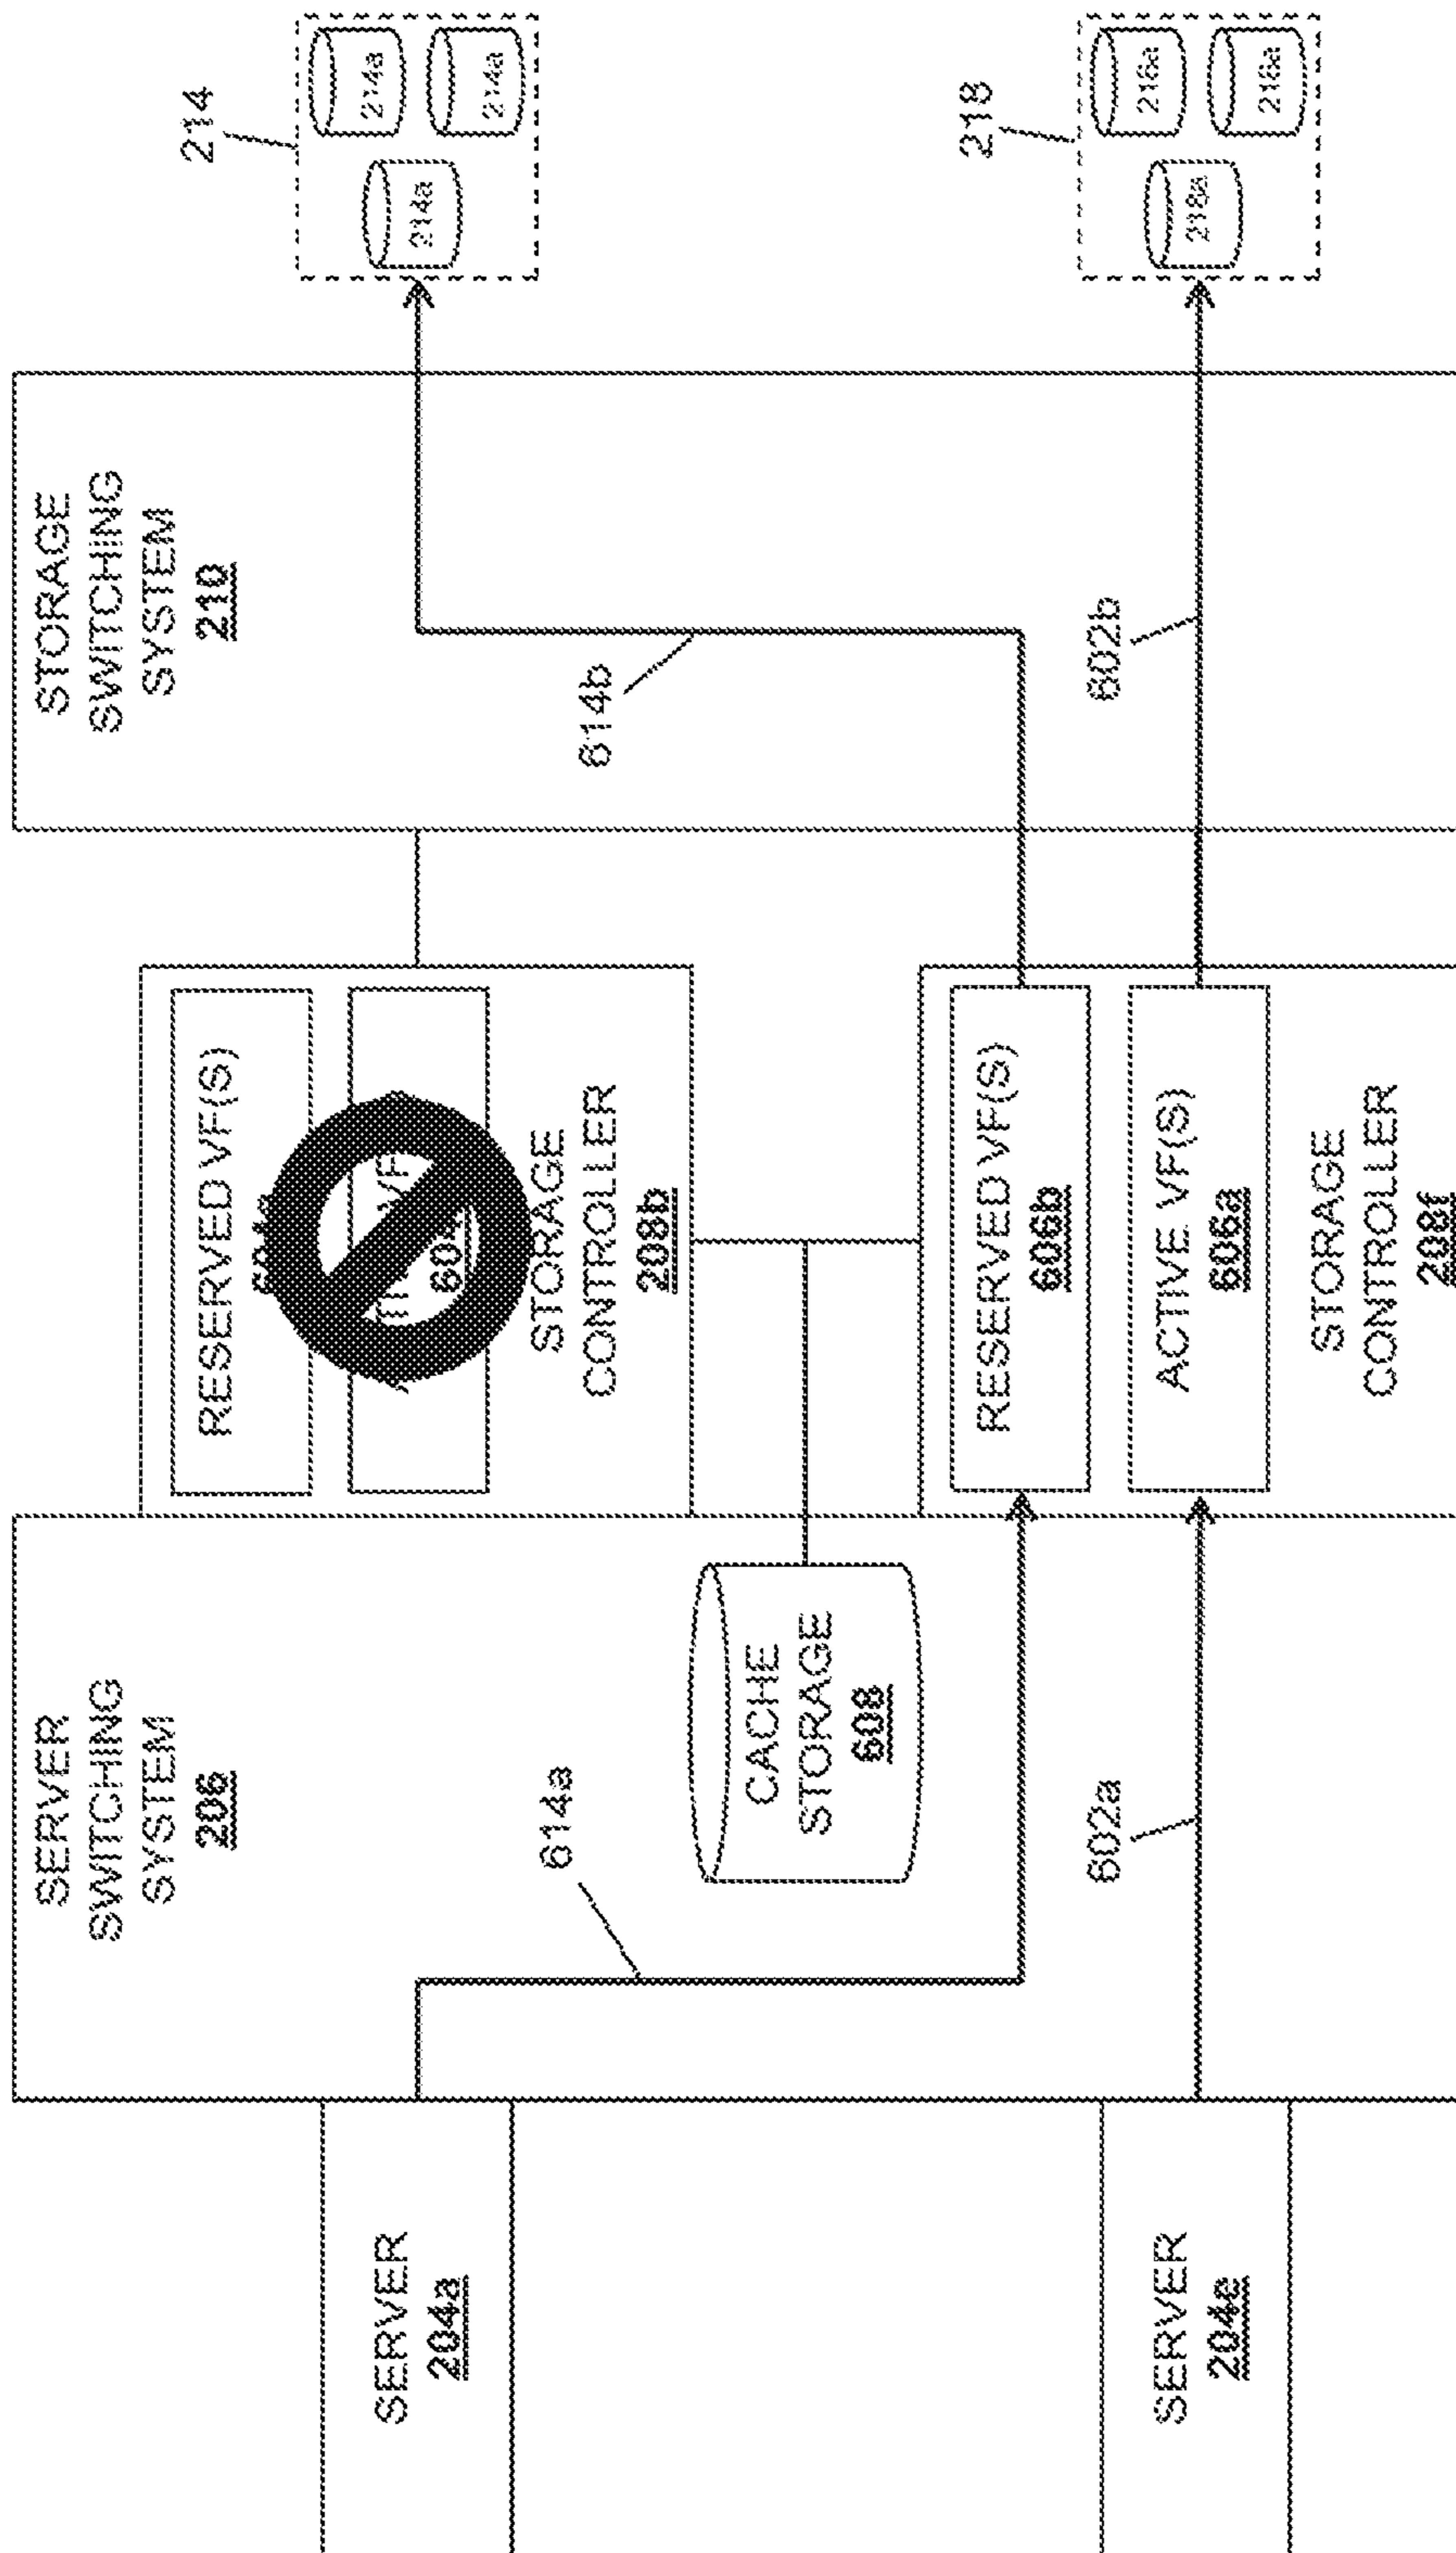 SERVER
SWITCHING
SYSTEM
206
STORAGE
SWITCHING
SYSTEM
210
214
214a
214a
214a
RESERVED VF(S)
STORAGE
CONTROLLER
208b
SERVER
204a
614a
614b
CACHE
STORAGE
608
218
218a
218a
218a
RESERVED VF(S)
606b
ACTIVE VF(S)
606a
STORAGE
CONTROLLER
208f
SERVER
204e
602a
602b